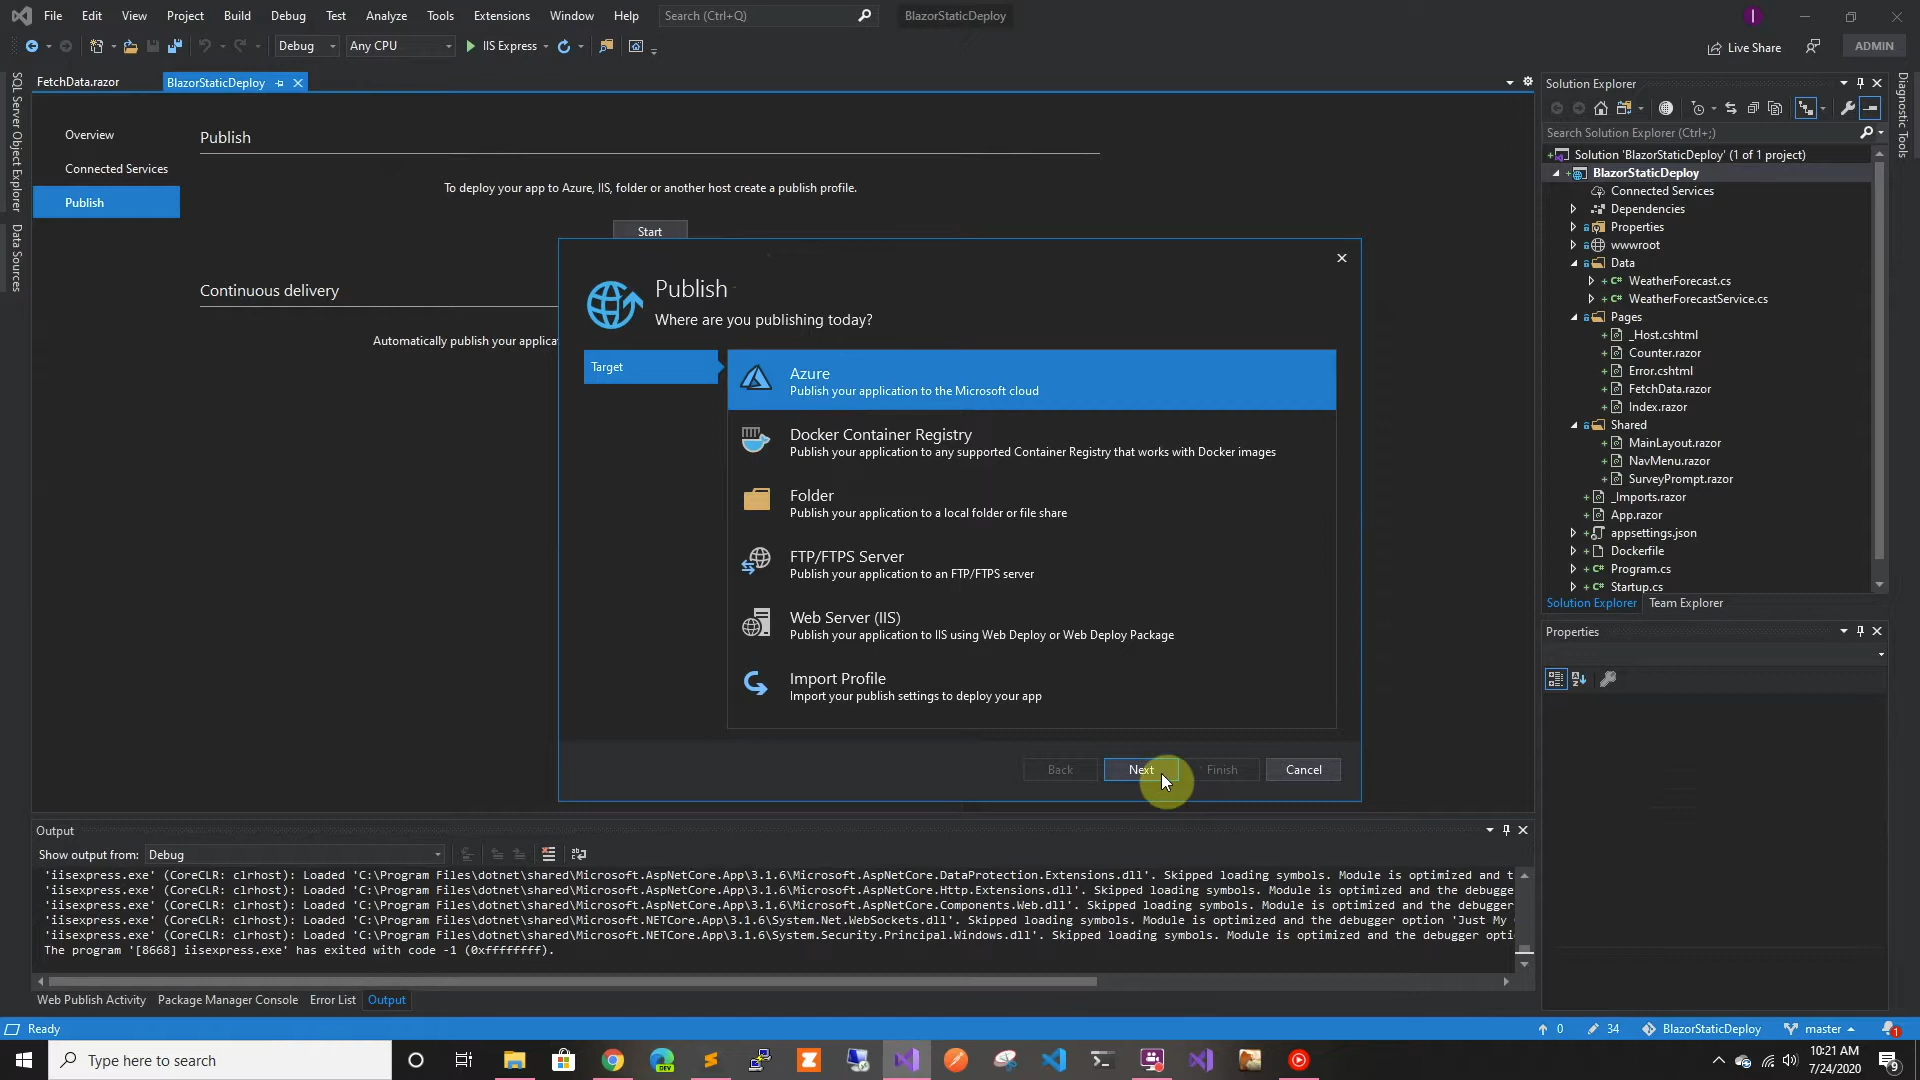 File Edit View Project Build Debug Test Analyze Tools Extensions Window Help Search (Ctrl+Q) BlazorStaticDeploy
Debug Any CPU IIS Express Live Share ADMIN
SQL Server Object Explorer
Data Sources
FetchData.razor BlazorStaticDeploy
Overview
Connected Services
Publish
Publish
To deploy your app to Azure, IIS, folder or another host create a publish profile.
Start
Continuous delivery
Automatically publish your applica
Publish
Where are you publishing today?
Target
Azure
Publish your application to the Microsoft cloud
Docker Container Registry
Publish your application to any supported Container Registry that works with Docker images
Folder
Publish your application to a local folder or file share
FTP/FTPS Server
Publish your application to an FTP/FTPS server
Web Server (IIS)
Publish your application to IIS using Web Deploy or Web Deploy Package
Import Profile
Import your publish settings to deploy your app
Back Next Finish Cancel
Solution Explorer
Search Solution Explorer (Ctrl+;)
Solution 'BlazorStaticDeploy' (1 of 1 project)
BlazorStaticDeploy
Connected Services
Dependencies
Properties
wwwroot
Data
C# WeatherForecast.cs
C# WeatherForecastService.cs
Pages
_Host.cshtml
Counter.razor
Error.cshtml
FetchData.razor
Index.razor
Shared
MainLayout.razor
NavMenu.razor
SurveyPrompt.razor
_Imports.razor
App.razor
appsettings.json
Dockerfile
C# Program.cs
C# Startup.cs
Solution Explorer Team Explorer
Properties
Diagnostic Tools
Output
Show output from: Debug
'iisexpress.exe' (CoreCLR: clrhost): Loaded 'C:\Program Files\dotnet\shared\Microsoft.AspNetCore.App\3.1.6\Microsoft.AspNetCore.DataProtection.Extensions.dll'. Skipped loading symbols. Module is optimized and t
'iisexpress.exe' (CoreCLR: clrhost): Loaded 'C:\Program Files\dotnet\shared\Microsoft.AspNetCore.App\3.1.6\Microsoft.AspNetCore.Http.Extensions.dll'. Skipped loading symbols. Module is optimized and the debugger
'iisexpress.exe' (CoreCLR: clrhost): Loaded 'C:\Program Files\dotnet\shared\Microsoft.AspNetCore.App\3.1.6\Microsoft.AspNetCore.Components.Web.dll'. Skipped loading symbols. Module is optimized and the debugger
'iisexpress.exe' (CoreCLR: clrhost): Loaded 'C:\Program Files\dotnet\shared\Microsoft.NETCore.App\3.1.6\System.Net.WebSockets.dll'. Skipped loading symbols. Module is optimized and the debugger option 'Just My
'iisexpress.exe' (CoreCLR: clrhost): Loaded 'C:\Program Files\dotnet\shared\Microsoft.NETCore.App\3.1.6\System.Security.Principal.Windows.dll'. Skipped loading symbols. Module is optimized and the debugger opti
The program '[8668] iisexpress.exe' has exited with code -1 (0xffffffff).
Web Publish Activity Package Manager Console Error List Output
Ready 0 34 BlazorStaticDeploy master 1
Type here to search DEV 10:21 AM
7/24/2020 9